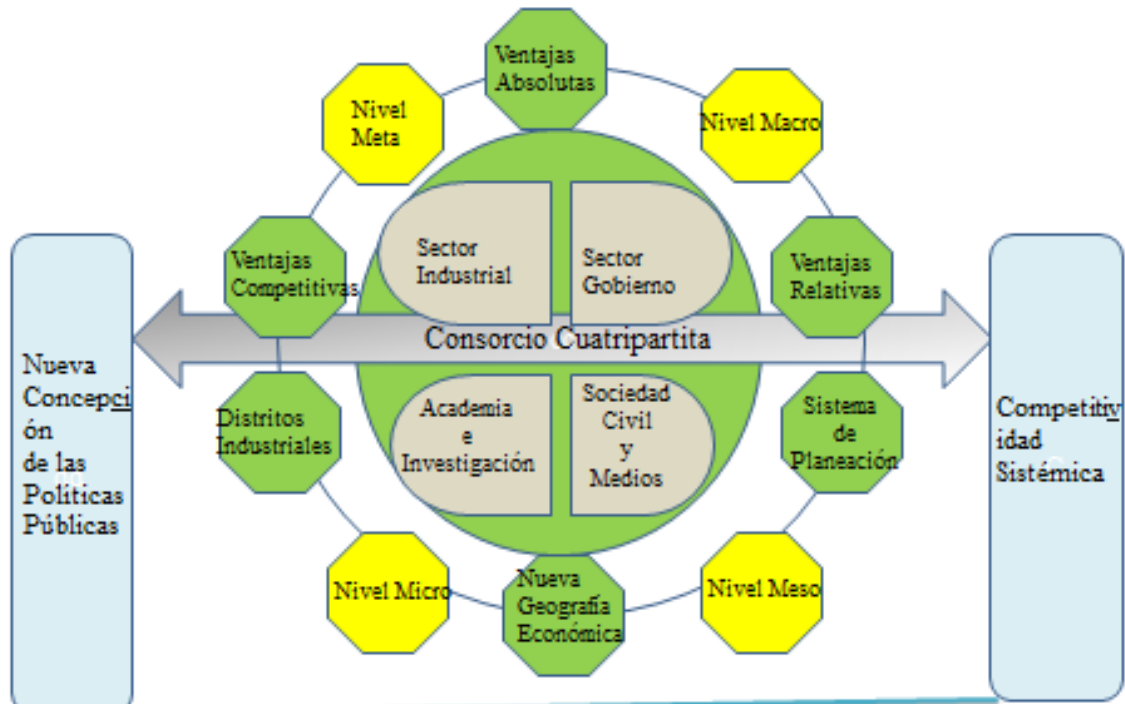 Ventajas
Absolutas
Nivel
Meta
Nivel Macro
Sector
Industrial
Sector
Gobierno
Ventajas
Competitivas
Ventajas
Relativas
Consorcio Cuatripartita
Nueva
Concepci
ón
de las
Políticas
Públicas
Competitiv
idad
Sistémica
Distritos
Industriales
Academia
e
Investigación
Sociedad
Civil
y
Medios
Sistema
de
Planeación
Nivel Micro
Nueva
Geografía
Económica
Nivel Meso